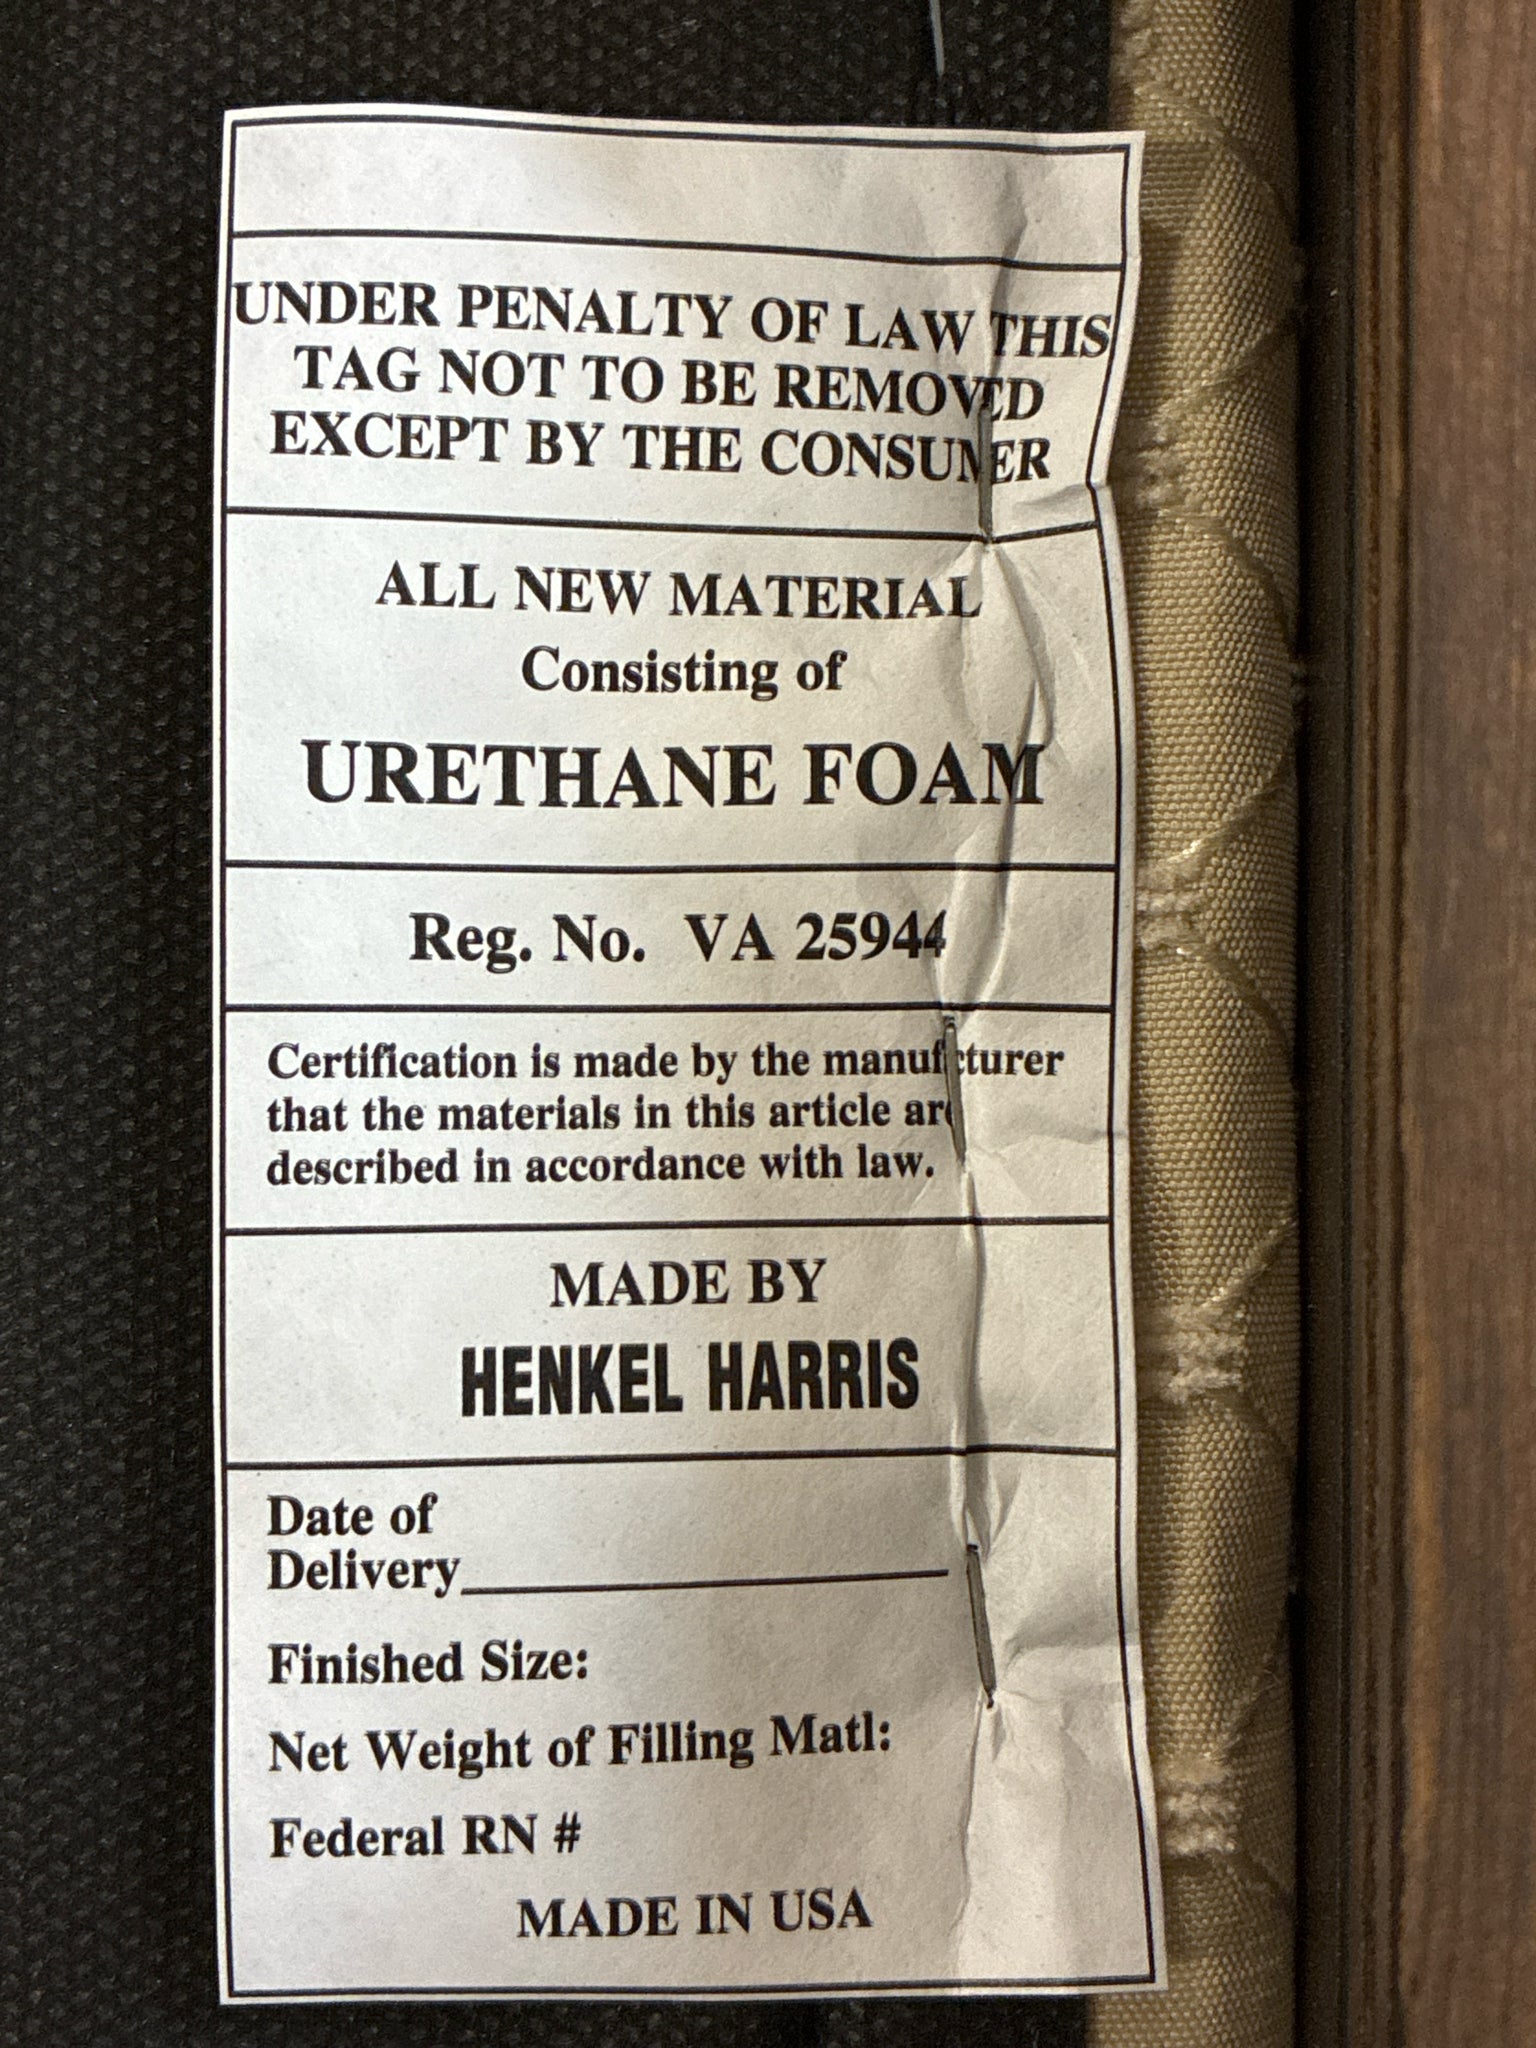 UNDER PENALTY OF LAW THIS
TAG NOT TO BE REMOVED
EXCEPT BY THE CONSUMER
ALL NEW MATERIAL
Consisting of
URETHANE FOAM
Reg. No. VA 25944
Certification is made by the manufacturer
that the materials in this article are
described in accordance with law.
MADE BY
HENKEL HARRIS
Date of
Delivery
Finished Size:
Net Weight of Filling Matl:
Federal RN #
MADE IN USA